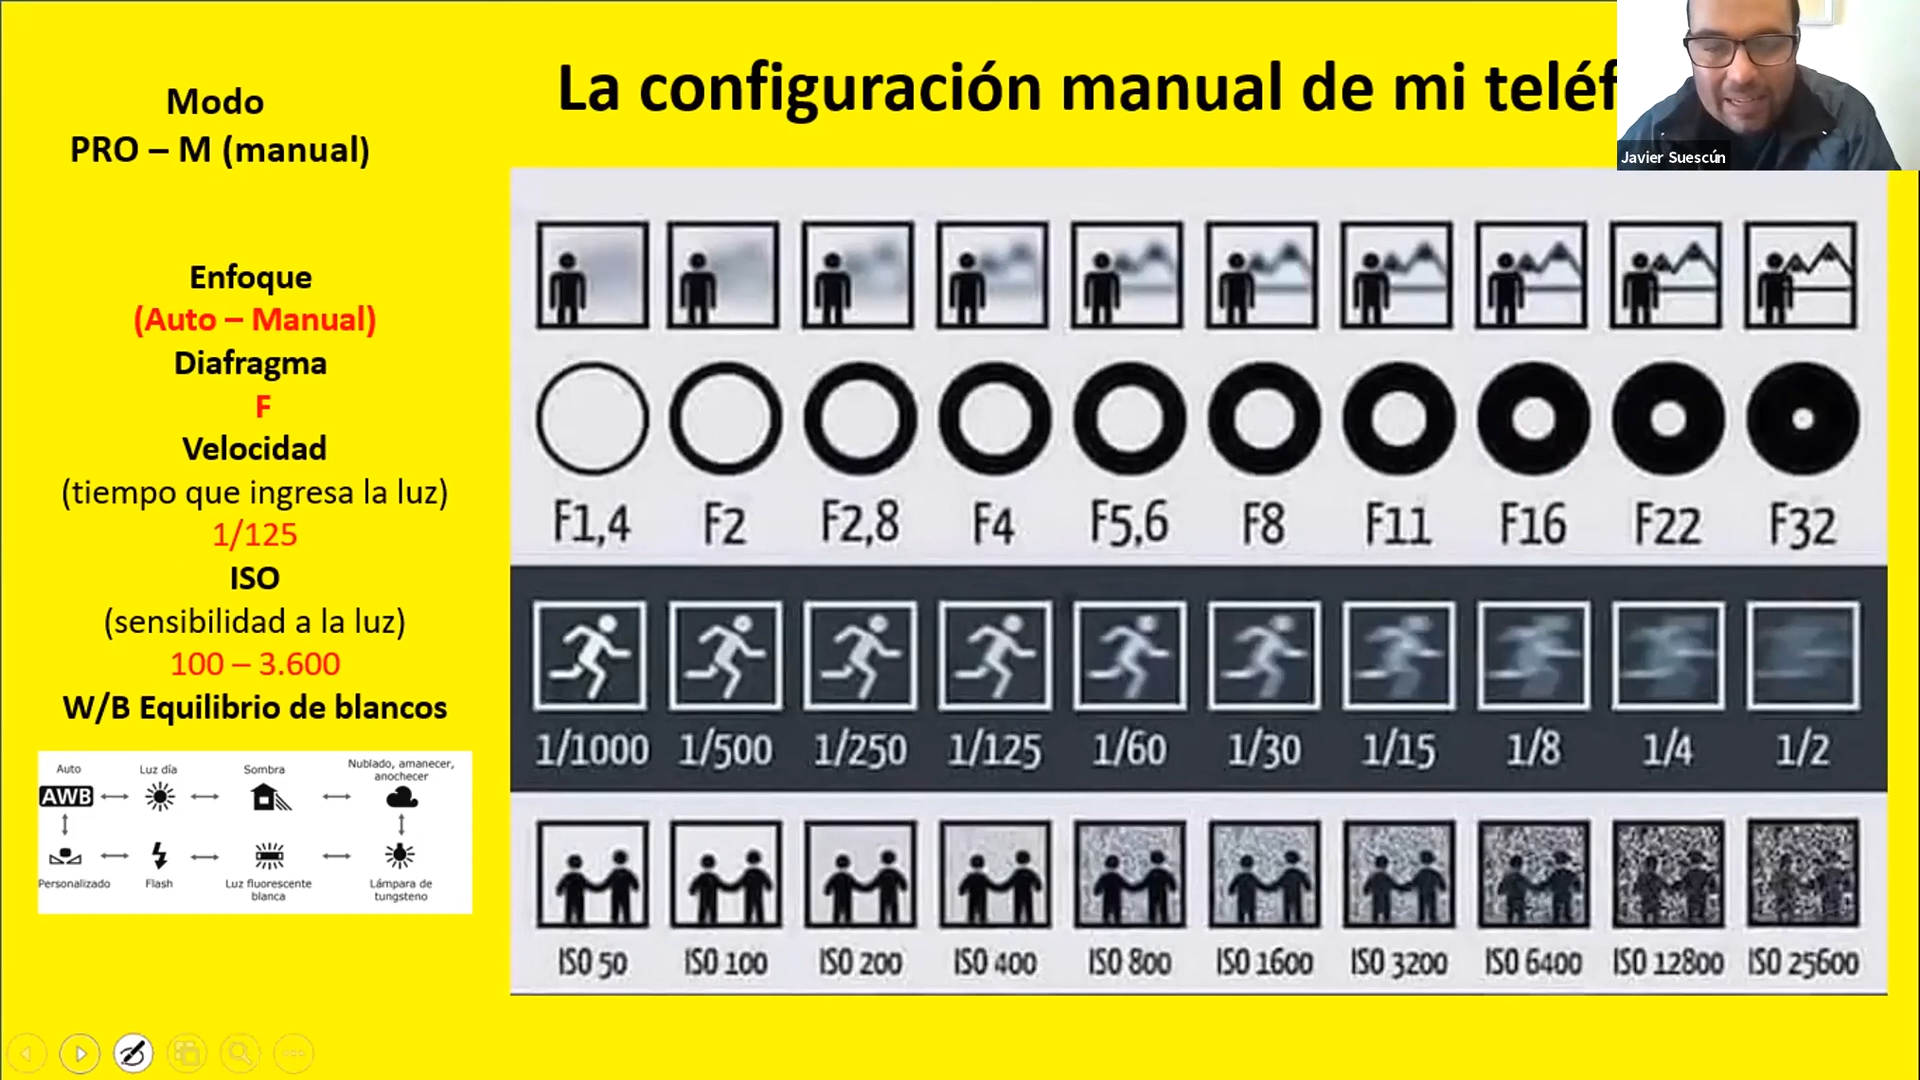 La configuración manual de mi teléf
Javier Suescún
Modo
PRO – M (manual)
Enfoque
(Auto – Manual)
Diafragma
F
Velocidad
(tiempo que ingresa la luz)
1/125
ISO
(sensibilidad a la luz)
100 – 3.600
W/B Equilibrio de blancos
Auto
Luz día
Sombra
Nublado, amanecer,
anochecer
AWB
Personalizado
Flash
Luz fluorescente
blanca
Lámpara de
tungsteno
F1,4 F2 F2,8 F4 F5,6 F8 F11 F16 F22 F32
1/1000 1/500 1/250 1/125 1/60 1/30 1/15 1/8 1/4 1/2
ISO 50 ISO 100 ISO 200 ISO 400 ISO 800 ISO 1600 ISO 3200 ISO 6400 ISO 12800 ISO 25600